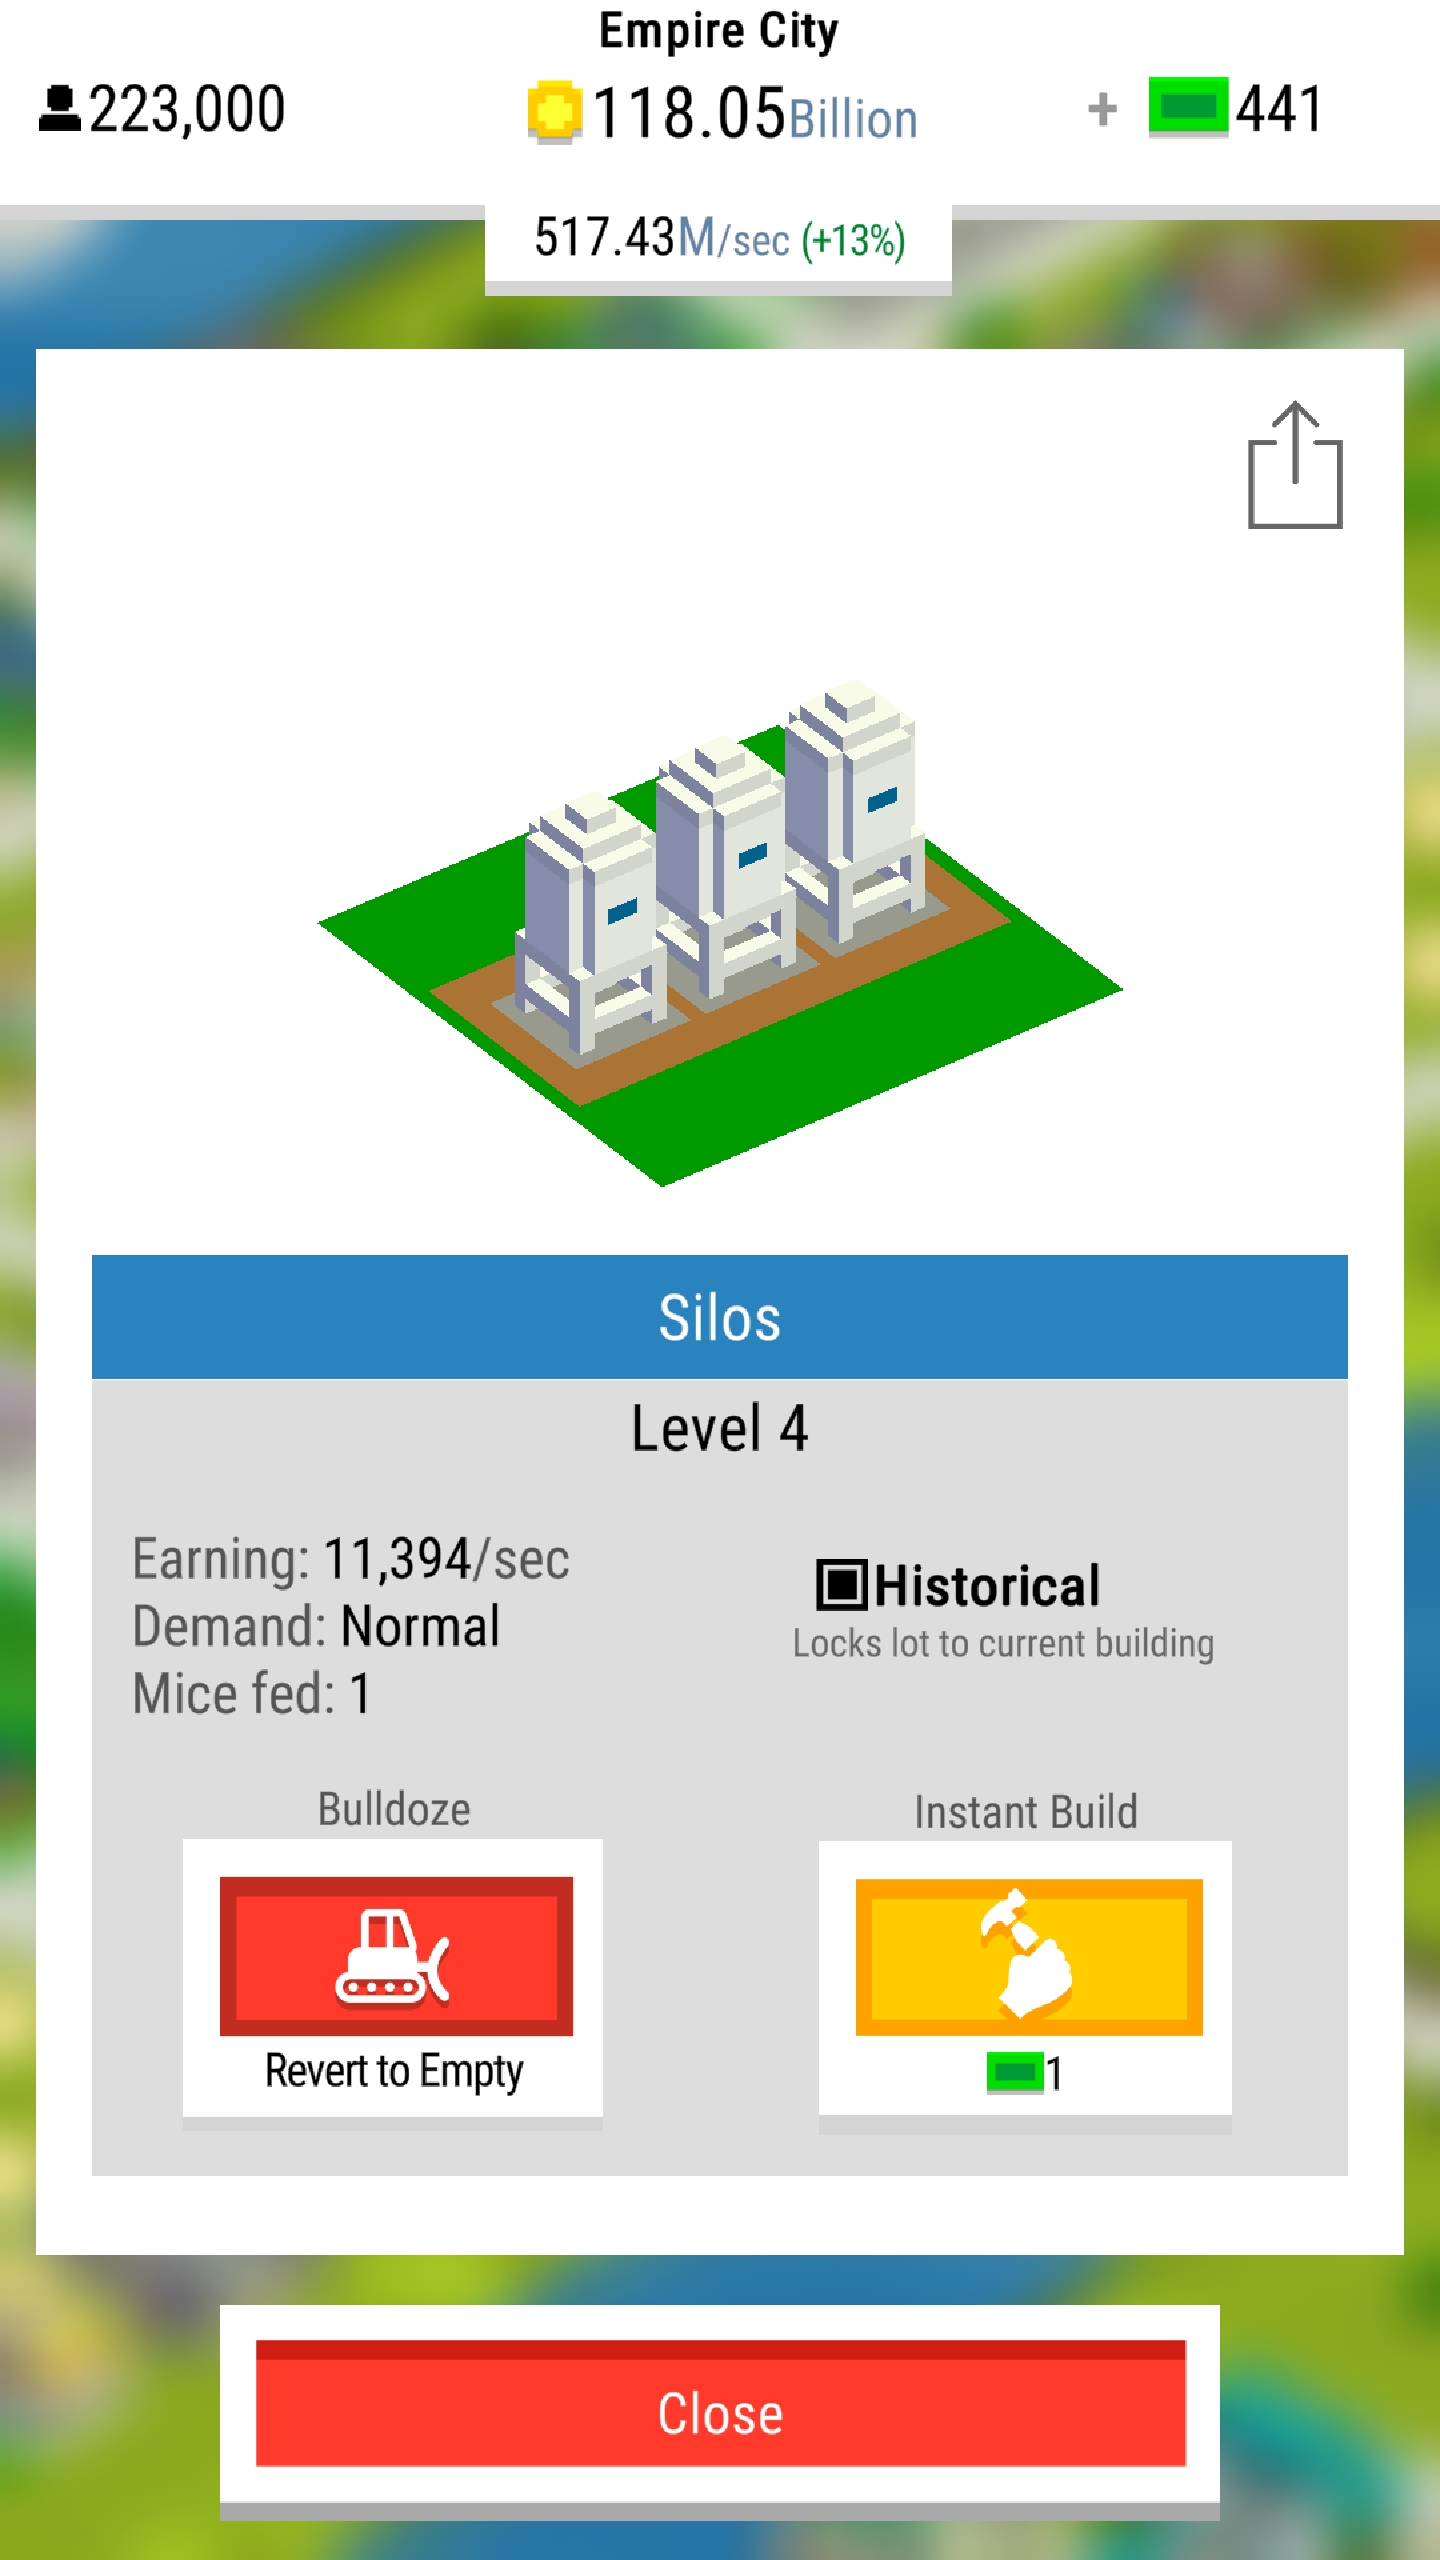 Empire City
223,000
118.05Billion
+ 441
517.43M/sec (+13%)
Silos
Level 4
Earning: 11,394/sec
Demand: Normal
Mice fed: 1
Historical
Locks lot to current building
Bulldoze
Revert to Empty
Instant Build
1
Close